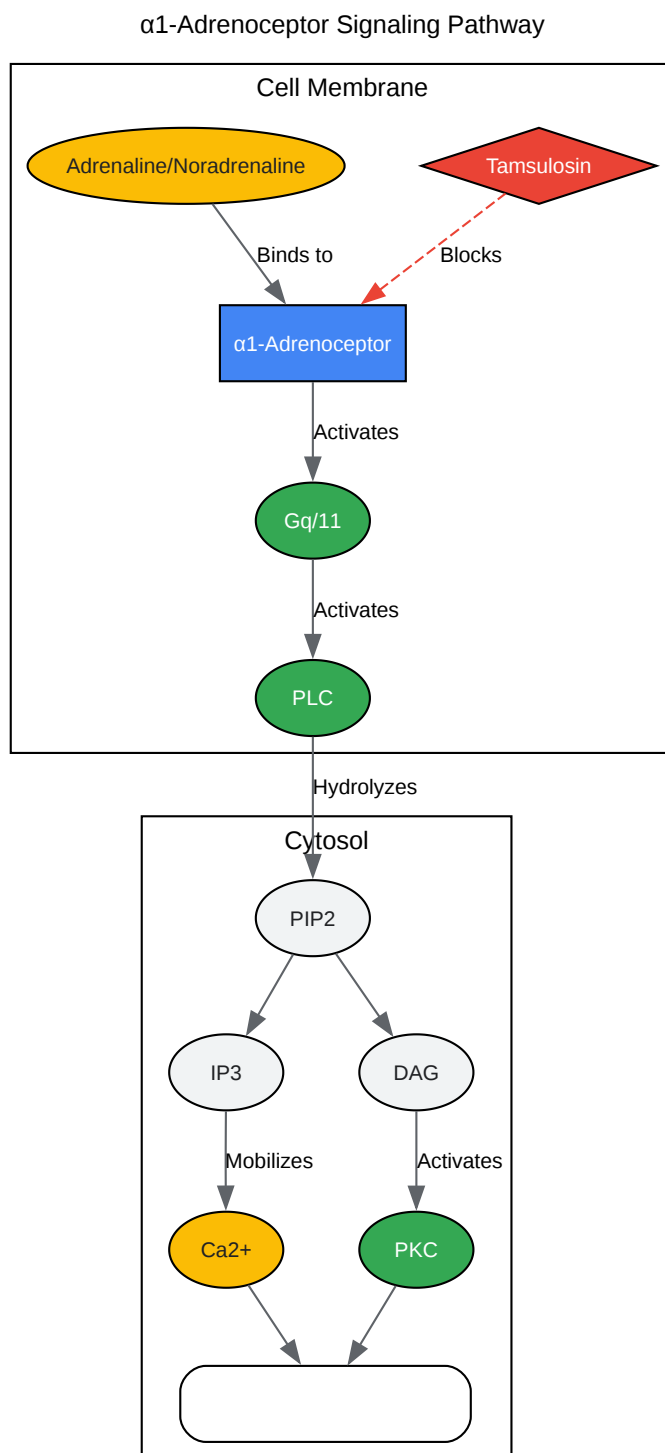 α1-Adrenoceptor Signaling Pathway
Cell Membrane
Adrenaline/Noradrenaline
Tamsulosin
Binds to
Blocks
α1-Adrenoceptor
Activates
Gq/11
Activates
PLC
Hydrolyzes
Cytosol
PIP2
IP3
DAG
Mobilizes
Activates
Ca2+
PKC